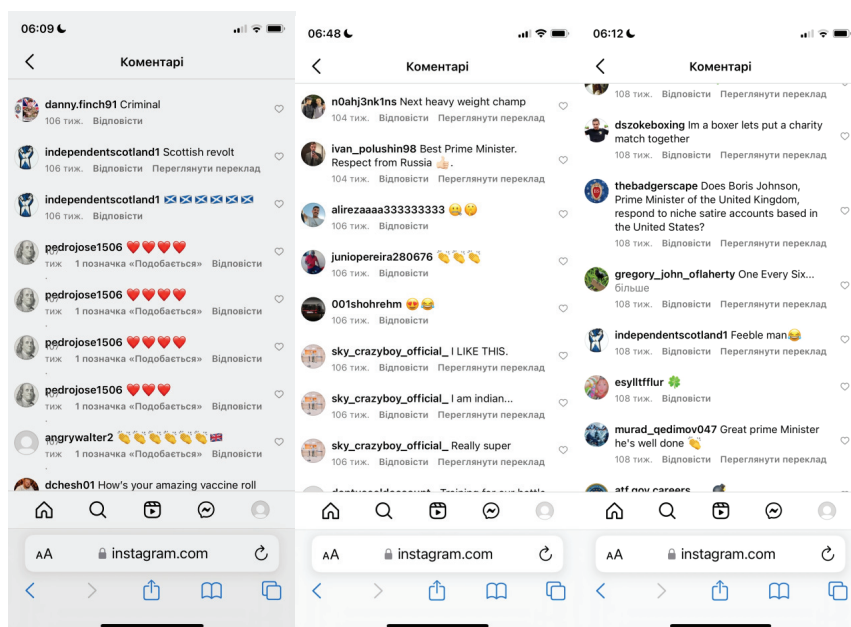 06:09
Коментарі
danny.finch91 Criminal
106 тиж. Відповісти
independentscotland1 Scottish revolt
106 тиж. Відповісти Переглянути переклад
independentscotland1 🏴󠁧󠁢󠁳󠁣󠁴󠁿🏴󠁧󠁢󠁳󠁣󠁴󠁿🏴󠁧󠁢󠁳󠁣󠁴󠁿🏴󠁧󠁢󠁳󠁣󠁴󠁿🏴󠁧󠁢󠁳󠁣󠁴󠁿🏴󠁧󠁢󠁳󠁣󠁴󠁿
106 тиж. Відповісти
pedrojose1506 ❤️❤️❤️❤️
107 тиж. 1 позначка «Подобається» Відповісти
pedrojose1506 ❤️❤️❤️❤️
107 тиж. 1 позначка «Подобається» Відповісти
pedrojose1506 ❤️❤️❤️❤️
107 тиж. 1 позначка «Подобається» Відповісти
pedrojose1506 ❤️❤️❤️
107 тиж. 1 позначка «Подобається» Відповісти
angrywalter2 👏👏👏👏👏👏🇬🇧
107 тиж. 1 позначка «Подобається» Відповісти
dchesh01 How's your amazing vaccine roll
AA instagram.com
06:48
Коментарі
n0ahj3nk1ns Next heavy weight champ
104 тиж. Відповісти Переглянути переклад
ivan_polushin98 Best Prime Minister.
Respect from Russia 👍🏻.
104 тиж. Відповісти Переглянути переклад
alirezaaaa333333333 🤐🤫
106 тиж. Відповісти
juniopereira280676 👏👏👏
106 тиж. Відповісти
001shohrehm 😍😂
106 тиж. Відповісти
sky_crazyboy_official_ I LIKE THIS.
106 тиж. Відповісти Переглянути переклад
sky_crazyboy_official_ I am indian...
106 тиж. Відповісти Переглянути переклад
sky_crazyboy_official_ Really super
106 тиж. Відповісти Переглянути переклад
AA instagram.com
06:12
Коментарі
108 тиж. Відповісти Переглянути переклад
dszokeboxing Im a boxer lets put a charity
match together
108 тиж. Відповісти Переглянути переклад
thebadgerscape Does Boris Johnson,
Prime Minister of the United Kingdom,
respond to niche satire accounts based in
the United States?
108 тиж. Відповісти Переглянути переклад
gregory_john_oflaherty One Every Six...
більше
108 тиж. Відповісти Переглянути переклад
independentscotland1 Feeble man😂
108 тиж. Відповісти Переглянути переклад
esylltfflur 🍀
108 тиж. Відповісти
murad_qedimov047 Great prime Minister
he's well done 👏
108 тиж. Відповісти Переглянути переклад
atf.gov.careers
AA instagram.com